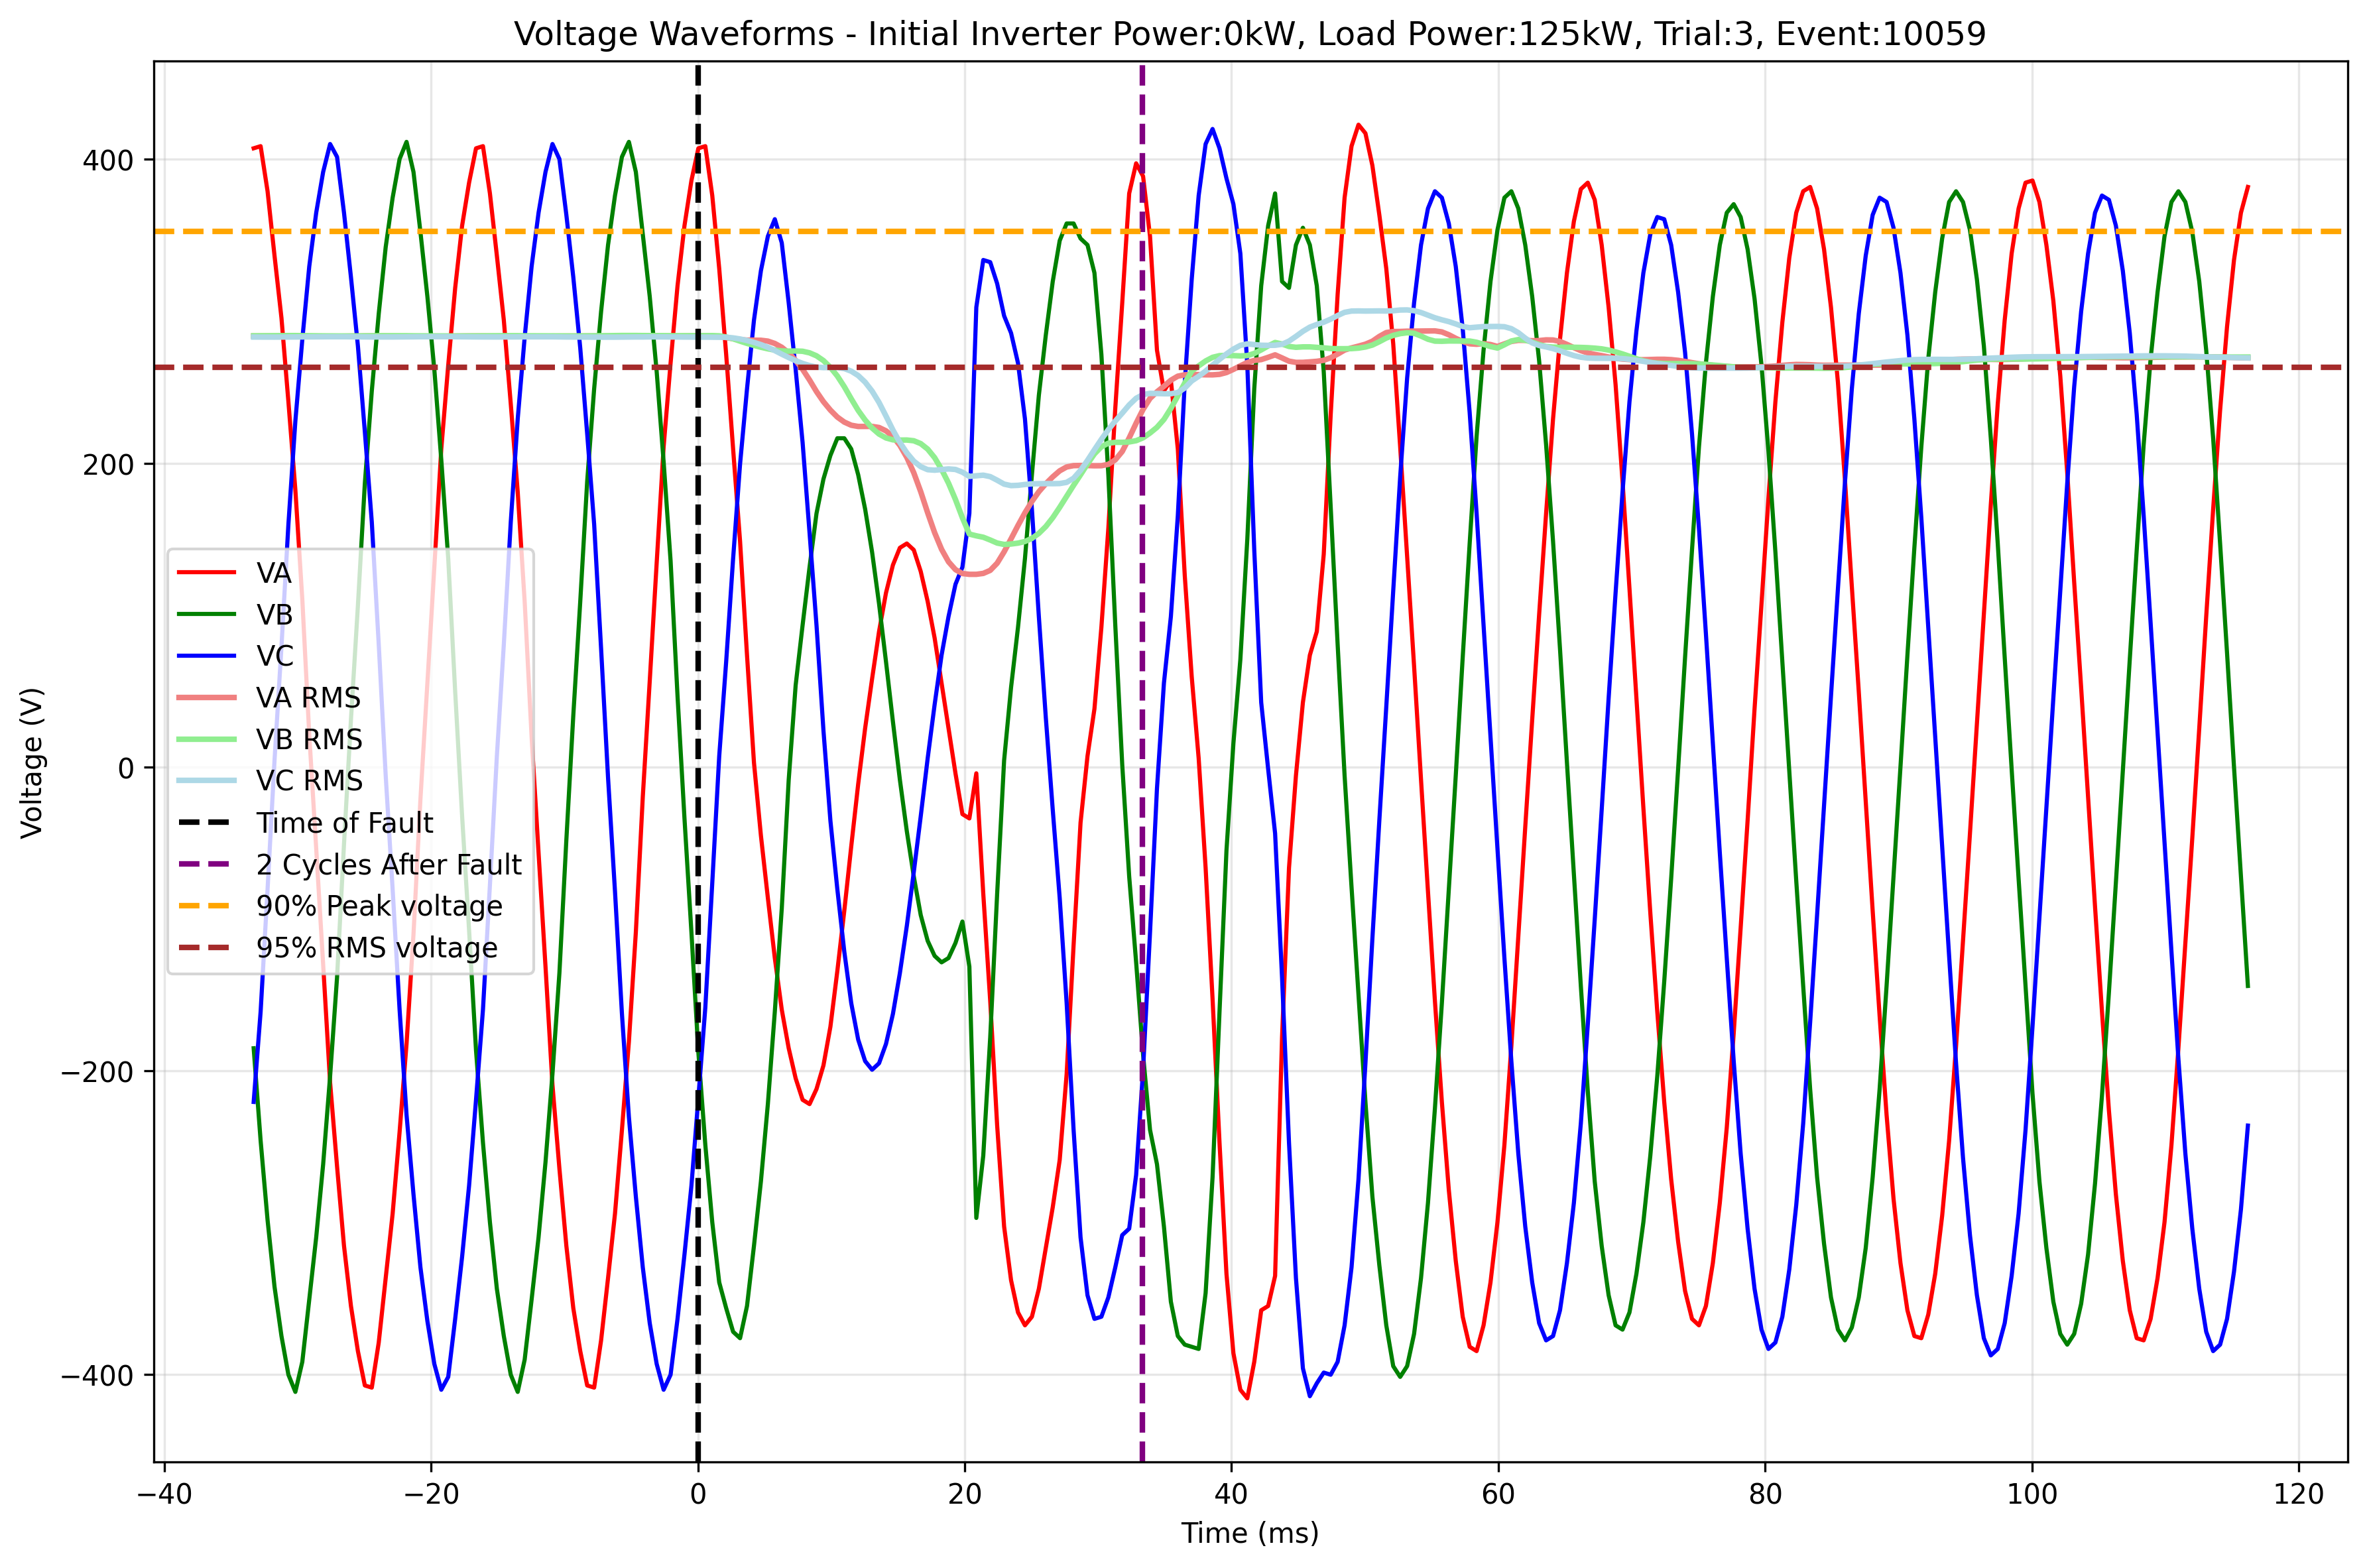 Voltage Waveforms - Initial Inverter Power:0kW, Load Power:125kW, Trial:3, Event:10059
Voltage (V)
400
200
0
−200
−400
VA
VB
VC
VA RMS
VB RMS
VC RMS
Time of Fault
2 Cycles After Fault
90% Peak voltage
95% RMS voltage
−40 −20 0 20 40 60 80 100 120
Time (ms)